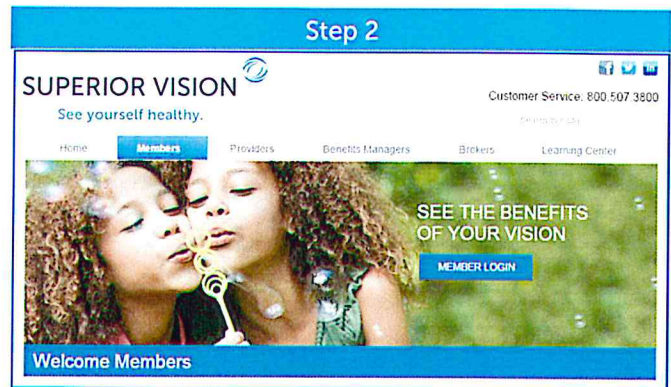 Step 2
SUPERIOR VISION
See yourself healthy.
Customer Service: 800.507.3800
Home Members Providers Benefits Managers Brokers Learning Center
SEE THE BENEFITS
OF YOUR VISION
MEMBER LOGIN
Welcome Members